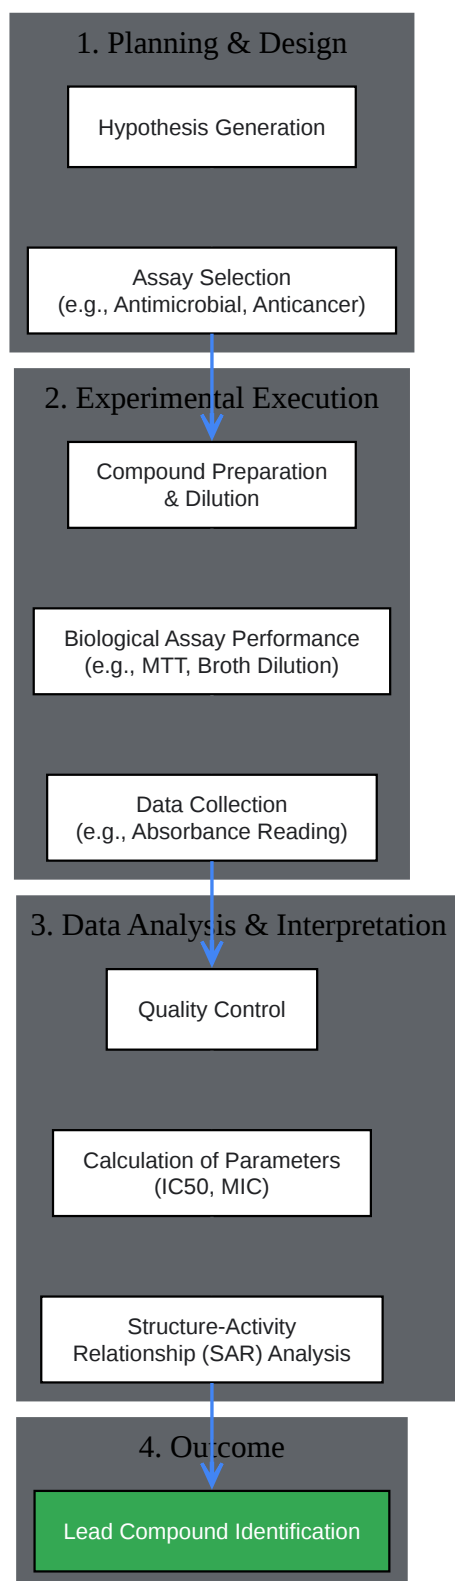 1. Planning & Design
Hypothesis Generation
Assay Selection
(e.g., Antimicrobial, Anticancer)
2. Experimental Execution
Compound Preparation
& Dilution
Biological Assay Performance
(e.g., MTT, Broth Dilution)
Data Collection
(e.g., Absorbance Reading)
3. Data Analysis & Interpretation
Quality Control
Calculation of Parameters
(IC50, MIC)
Structure-Activity
Relationship (SAR) Analysis
4. Outcome
Lead Compound Identification